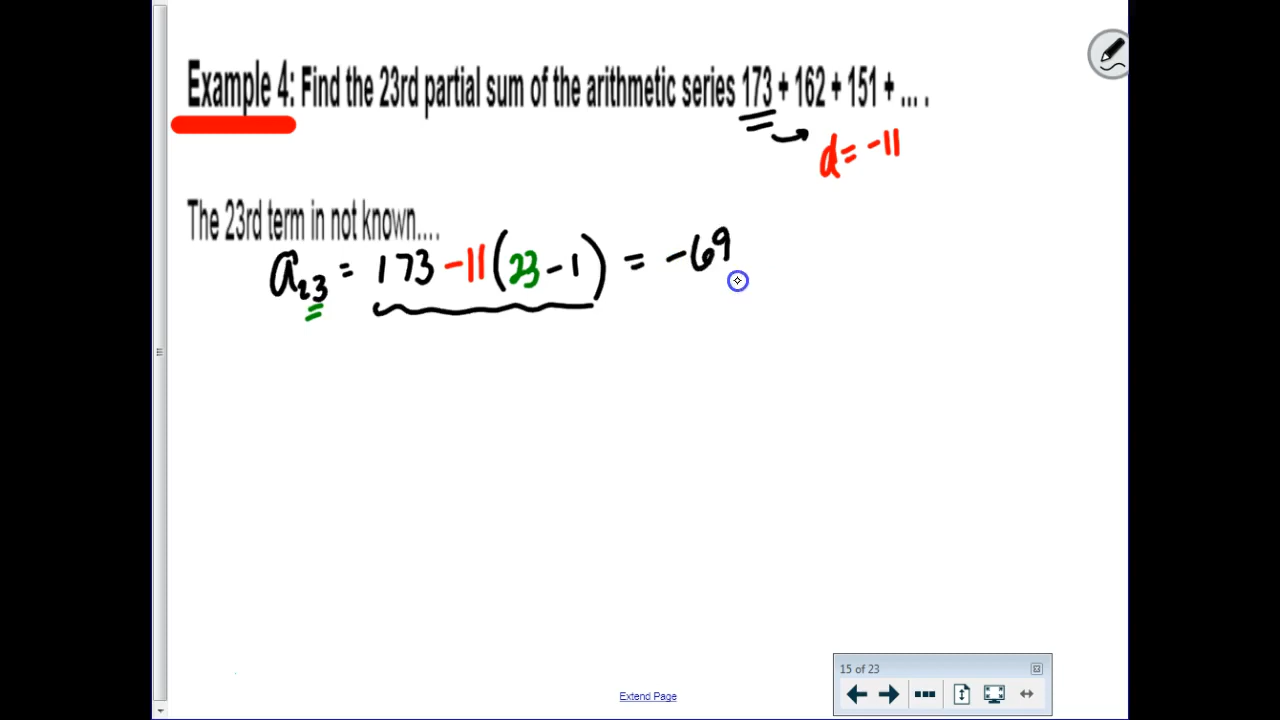 Example 4: Find the 23rd partial sum of the arithmetic series 173 + 162 + 151 + ... .
d = -11
The 23rd term in not known....
a23 = 173 -11(23 - 1) = -69
15 of 23
Extend Page